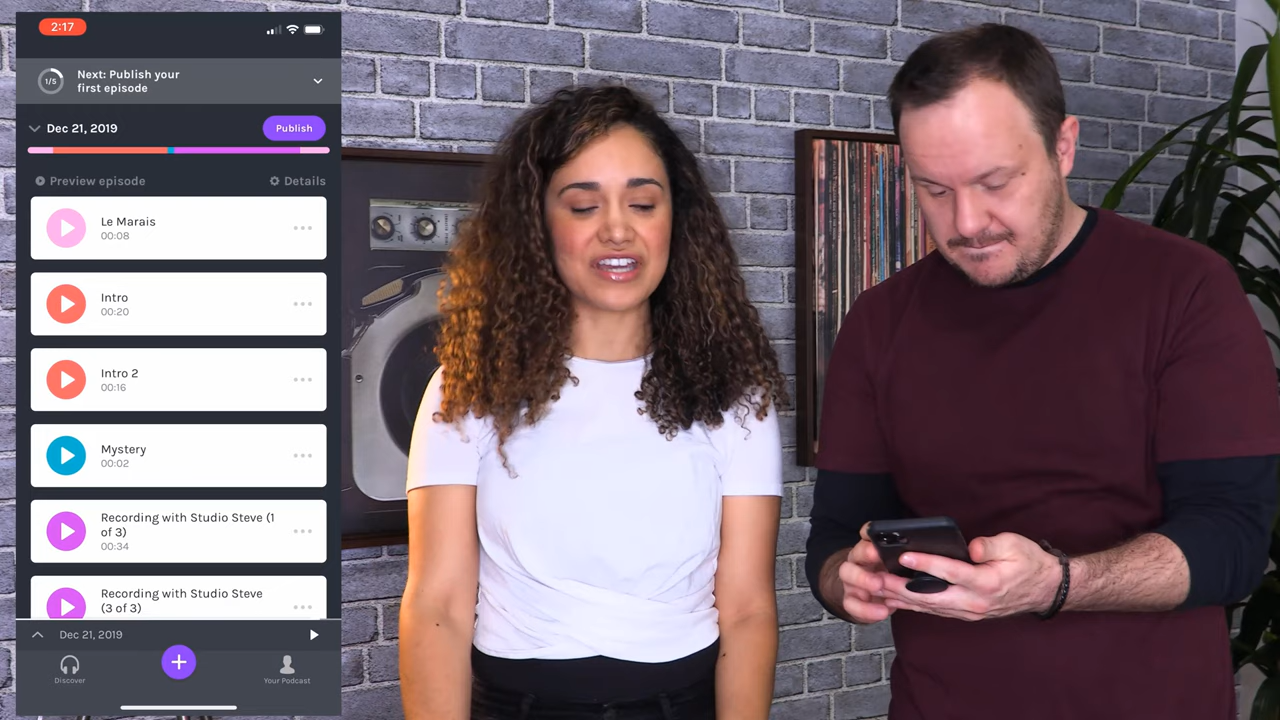 2:17
1/5
Next: Publish your
first episode
Dec 21, 2019
Publish
Preview episode
Details
Le Marais
00:08
Intro
00:20
Intro 2
00:16
Mystery
00:02
Recording with Studio Steve (1
of 3)
00:34
Recording with Studio Steve
(3 of 3)
Dec 21, 2019
Discover
Your Podcast